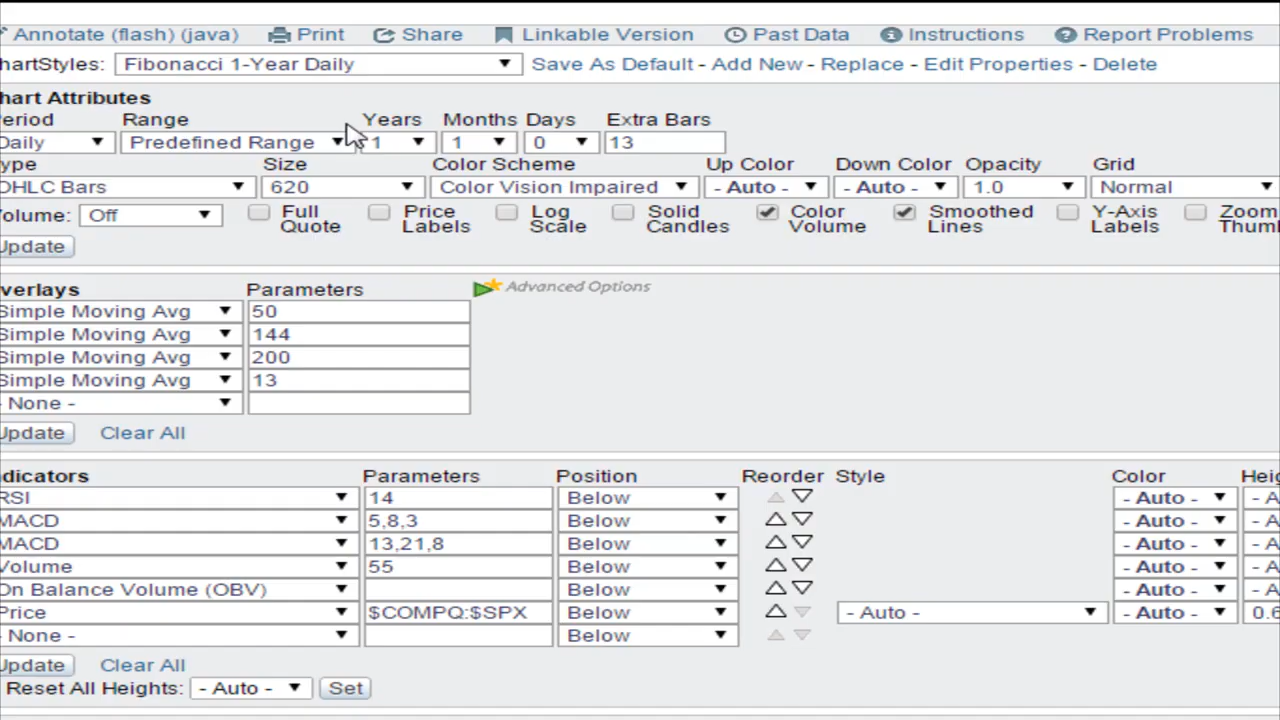 Annotate (flash) (java) Print Share Linkable Version Past Data Instructions Report Problems
hartStyles: Fibonacci 1-Year Daily Save As Default - Add New - Replace - Edit Properties - Delete
hart Attributes
eriod Range Years Months Days Extra Bars
Daily Predefined Range 1 1 0 13
ype Size Color Scheme Up Color Down Color Opacity Grid
OHLC Bars 620 Color Vision Impaired - Auto - - Auto - 1.0 Normal
olume: Off Full Quote Price Labels Log Scale Solid Candles Color Volume Smoothed Lines Y-Axis Labels Zoom Thum
Update
verlays Parameters Advanced Options
Simple Moving Avg 50
Simple Moving Avg 144
Simple Moving Avg 200
Simple Moving Avg 13
- None -
Update Clear All
dicators Parameters Position Reorder Style Color Heig
RSI 14 Below - Auto - - A
MACD 5,8,3 Below - Auto - - A
MACD 13,21,8 Below - Auto - - A
Volume 55 Below - Auto - - A
On Balance Volume (OBV) Below - Auto - - A
Price $COMPQ:$SPX Below - Auto - - Auto - 0.6
- None - Below
Update Clear All
Reset All Heights: - Auto - Set